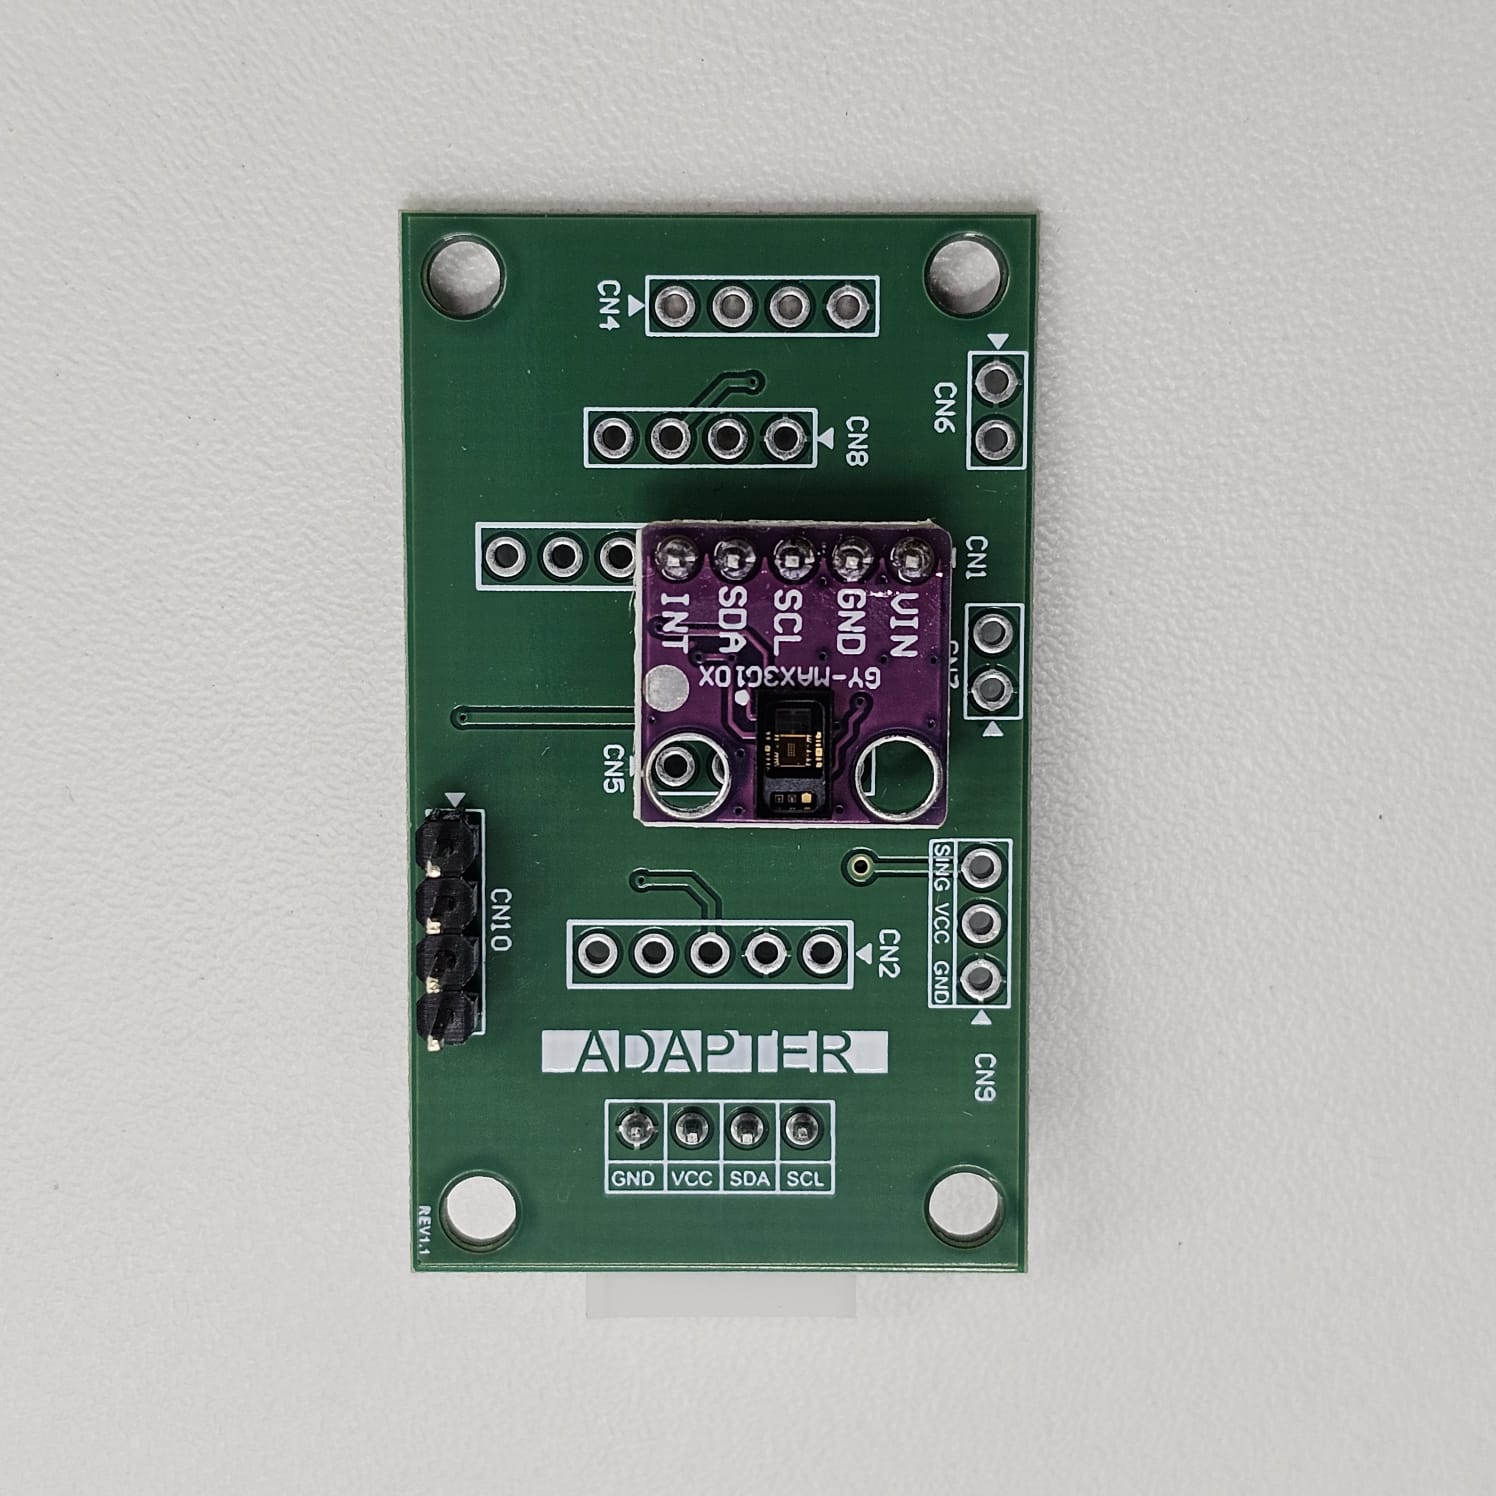 CN4
CN6
CN8
CN1
INT
SDA
SCL
GND
VIN
GY-MAX3010X
CN5
SING VCC GND
CN10
CN2
ADAPTER
CN9
GND VCC SDA SCL
REV1.1